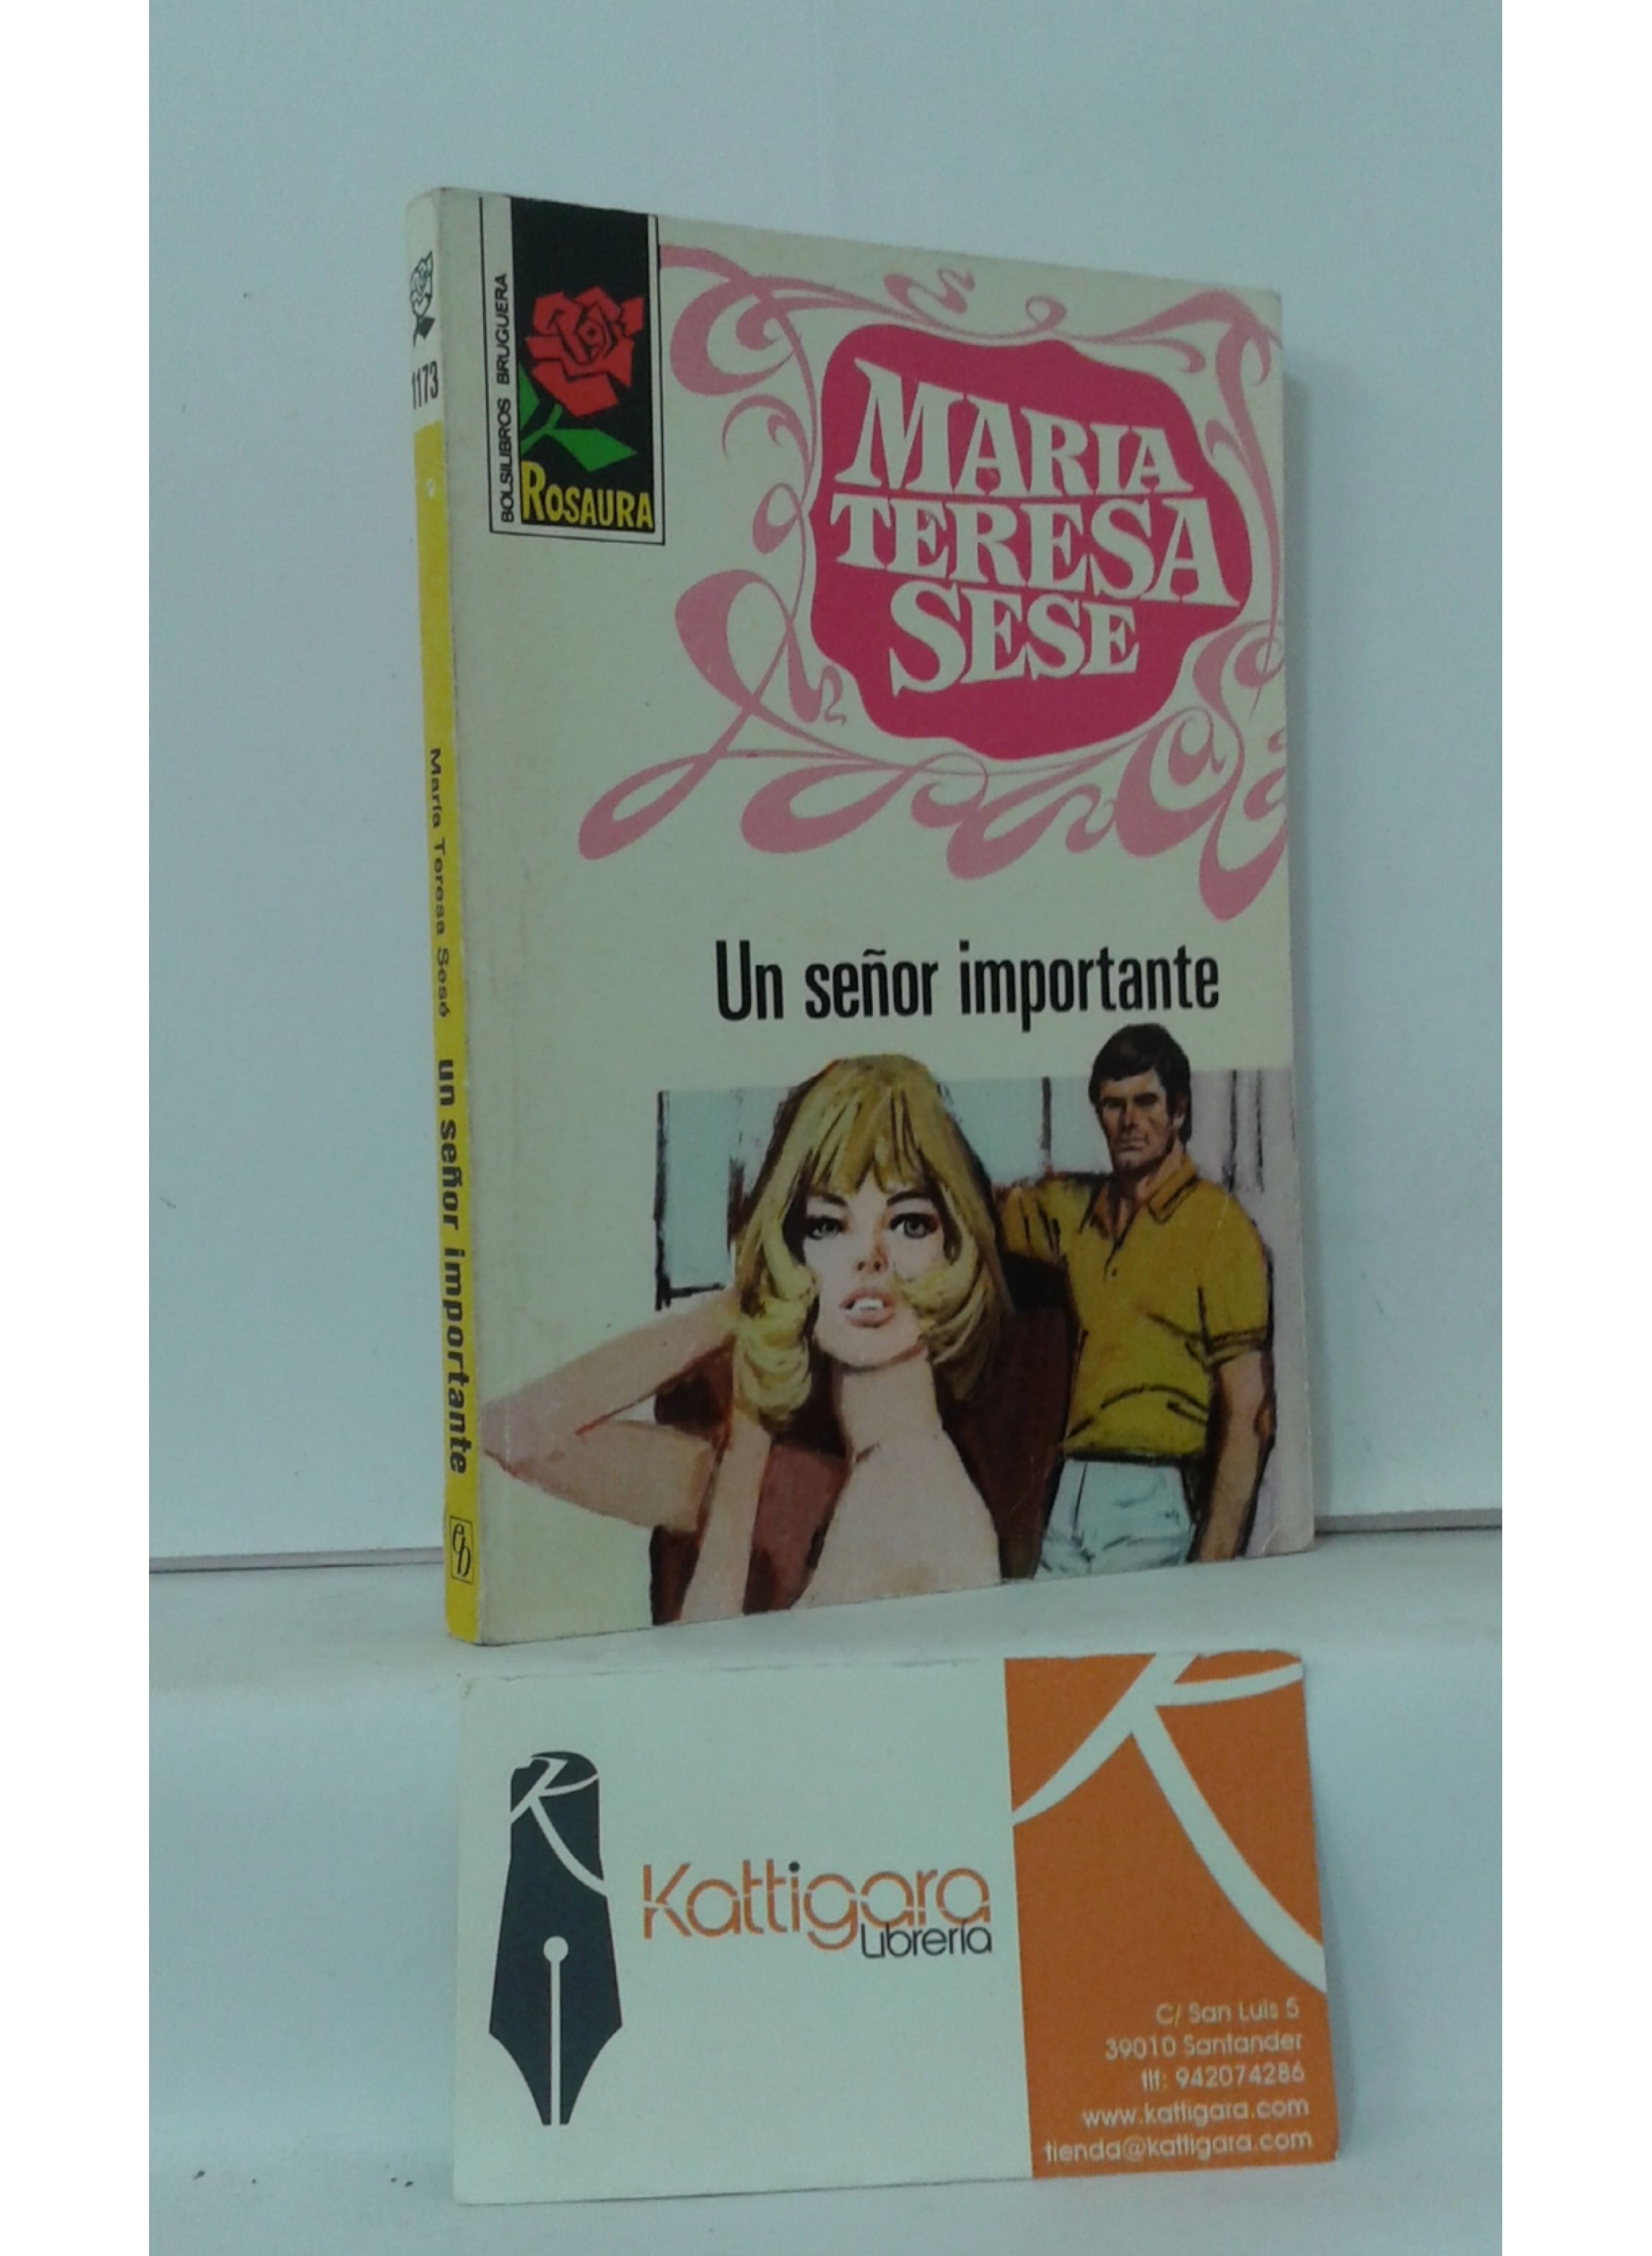 BOLSILIBROS BRUGUERA
ROSAURA
MARIA
TERESA
SESE
Un señor importante
1173
María Teresa Sesé un señor importante
eb
K
Kattigara
Librería
C/ San Luis 5
39010 Santander
tlf: 942074286
www.kattigara.com
tienda@kattigara.com